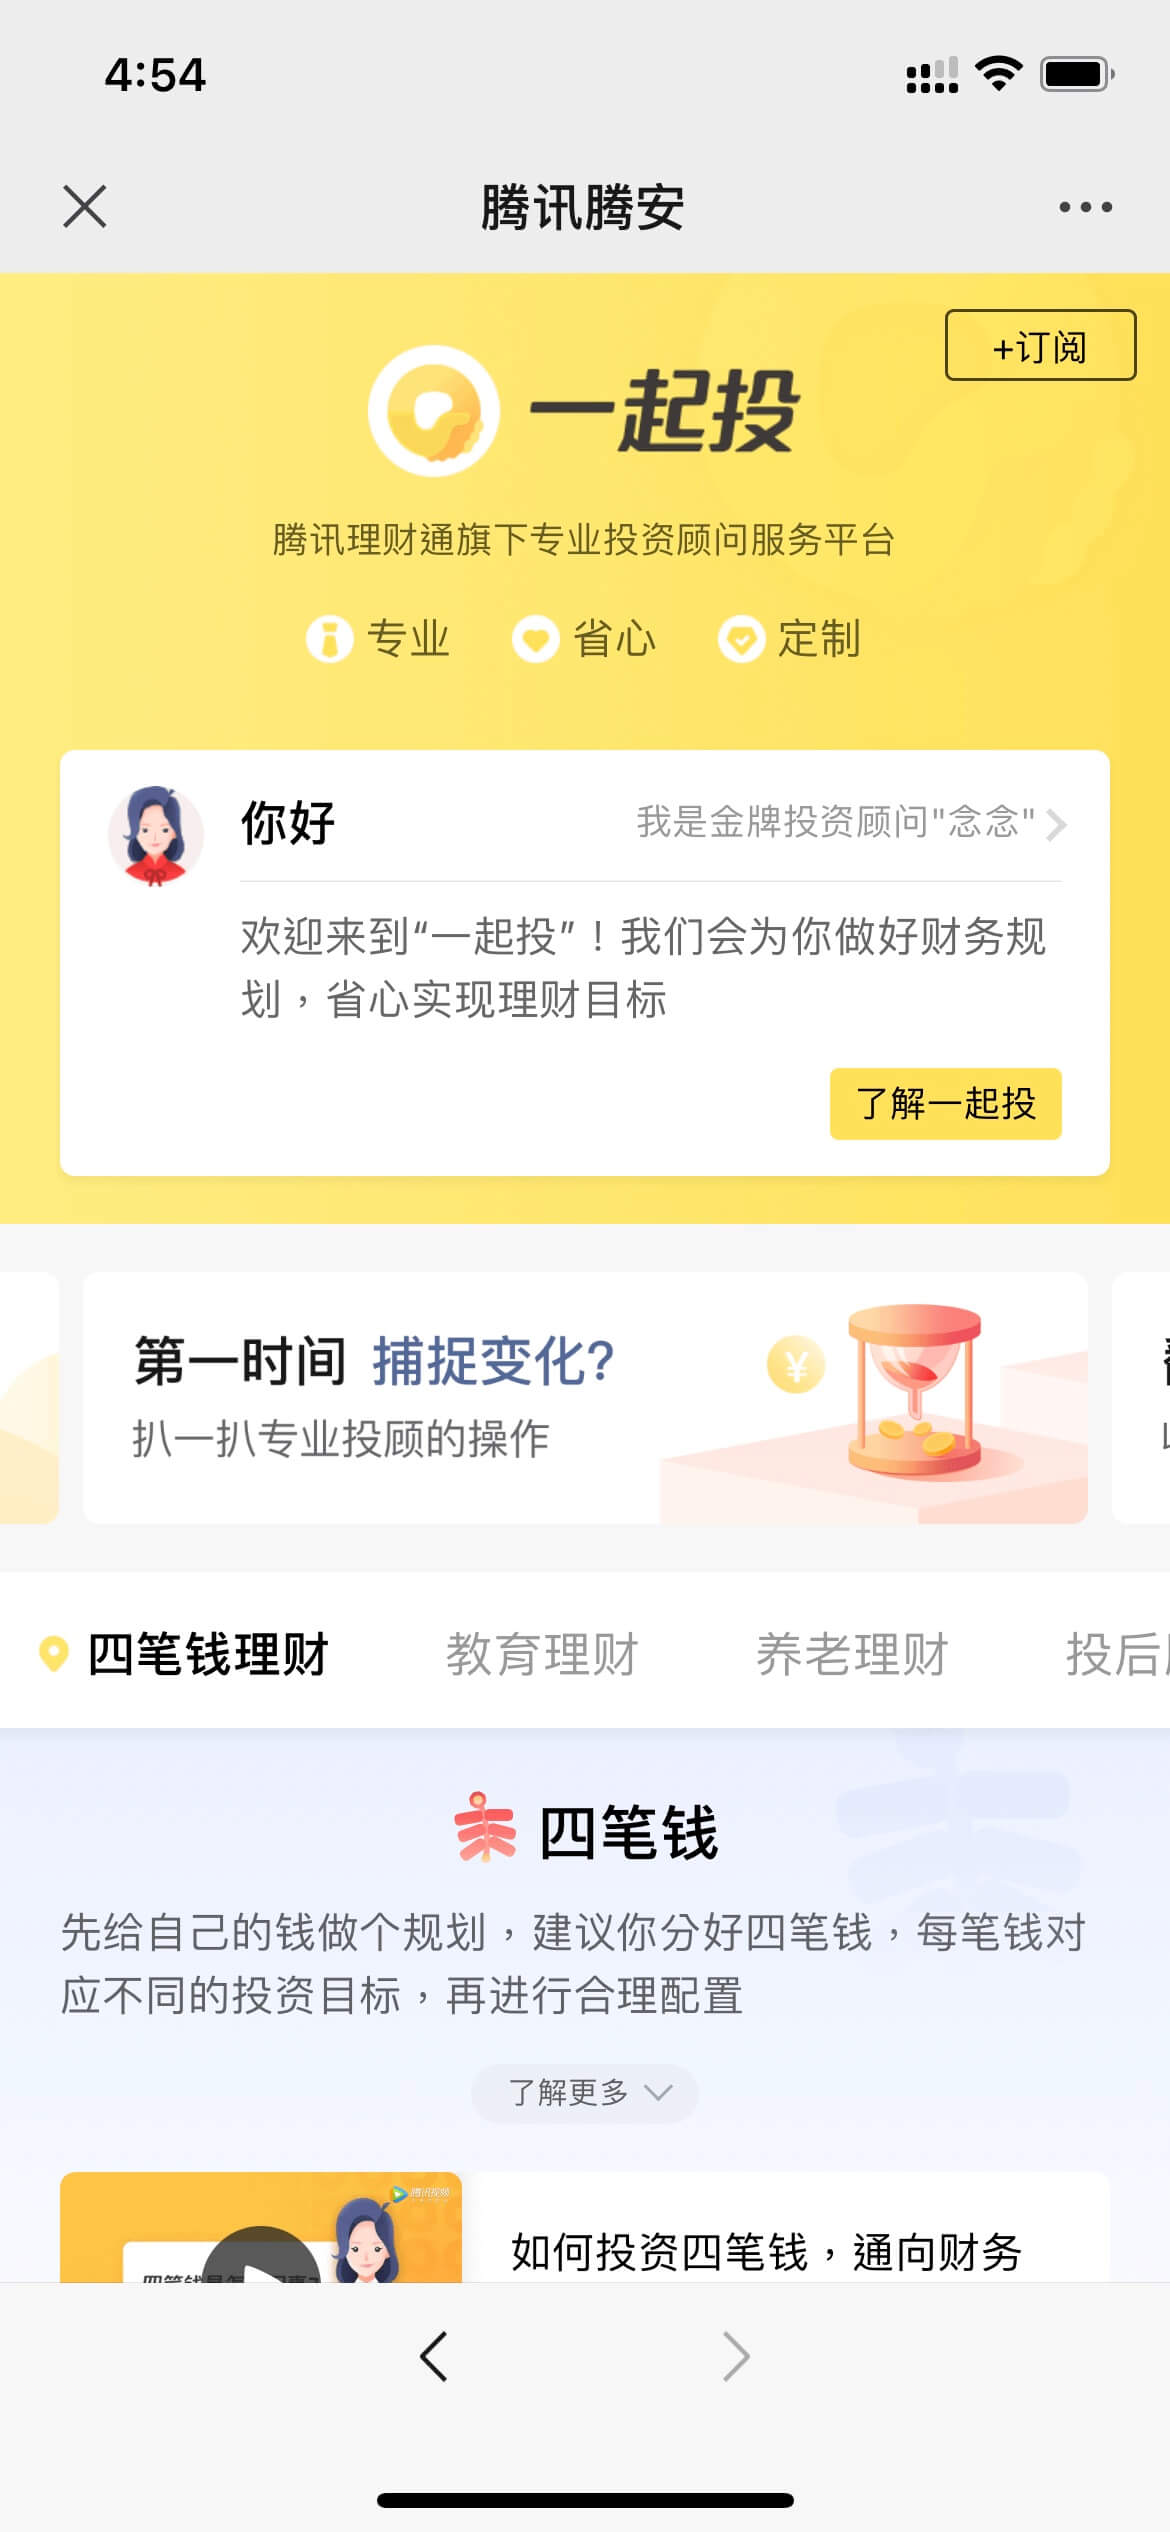 4:54
腾讯腾安
+订阅
一起投
腾讯理财通旗下专业投资顾问服务平台
专业 省心 定制
你好
我是金牌投资顾问"念念"
欢迎来到“一起投”！我们会为你做好财务规
划，省心实现理财目标
了解一起投
第一时间 捕捉变化?
扒一扒专业投顾的操作
¥
四笔钱理财 教育理财 养老理财 投后
四笔钱
先给自己的钱做个规划，建议你分好四笔钱，每笔钱对
应不同的投资目标，再进行合理配置
了解更多
腾讯视频
如何投资四笔钱，通向财务